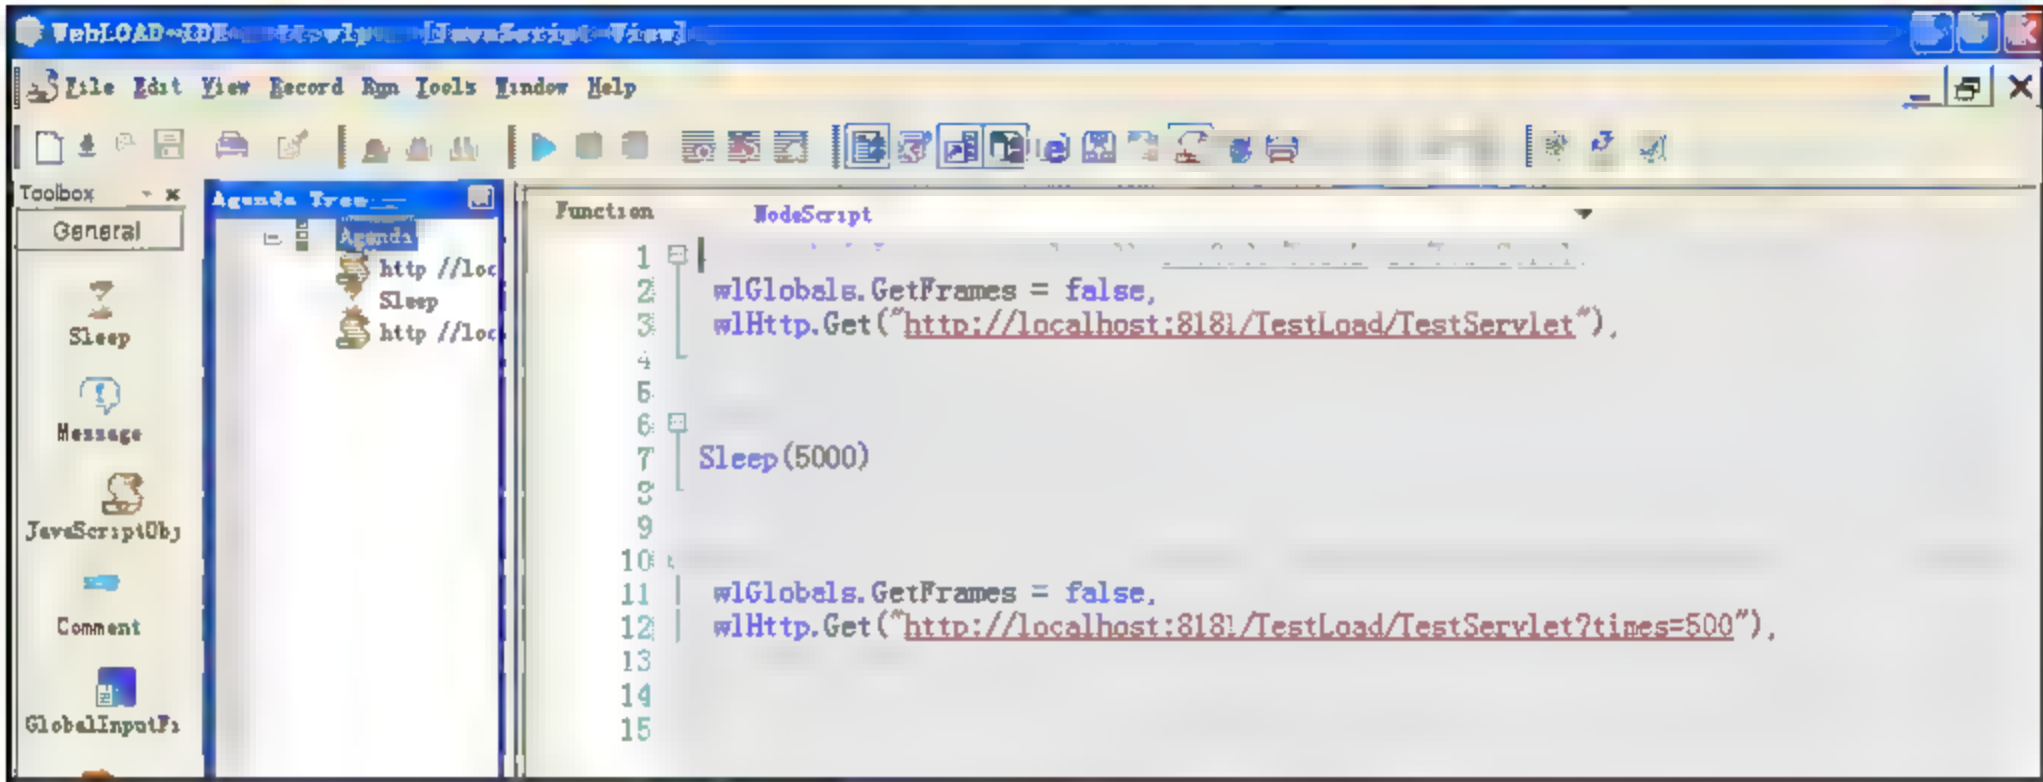 WebLOAD IDE [JavaScript View]
File Edit View Record Run Tools Window Help
Toolbox
General
Sleep
Message
JavaScriptObj
Comment
GlobalInputFi
Agenda Tree
Agenda
http //loc
Sleep
http //loc
Function NodeScript
1
2 wlGlobals.GetFrames = false,
3 wlHttp.Get("http://localhost:8181/TestLoad/TestServlet"),
4
5
6
7 Sleep(5000)
8
9
10
11 wlGlobals.GetFrames = false,
12 wlHttp.Get("http://localhost:8181/TestLoad/TestServlet?times=500"),
13
14
15